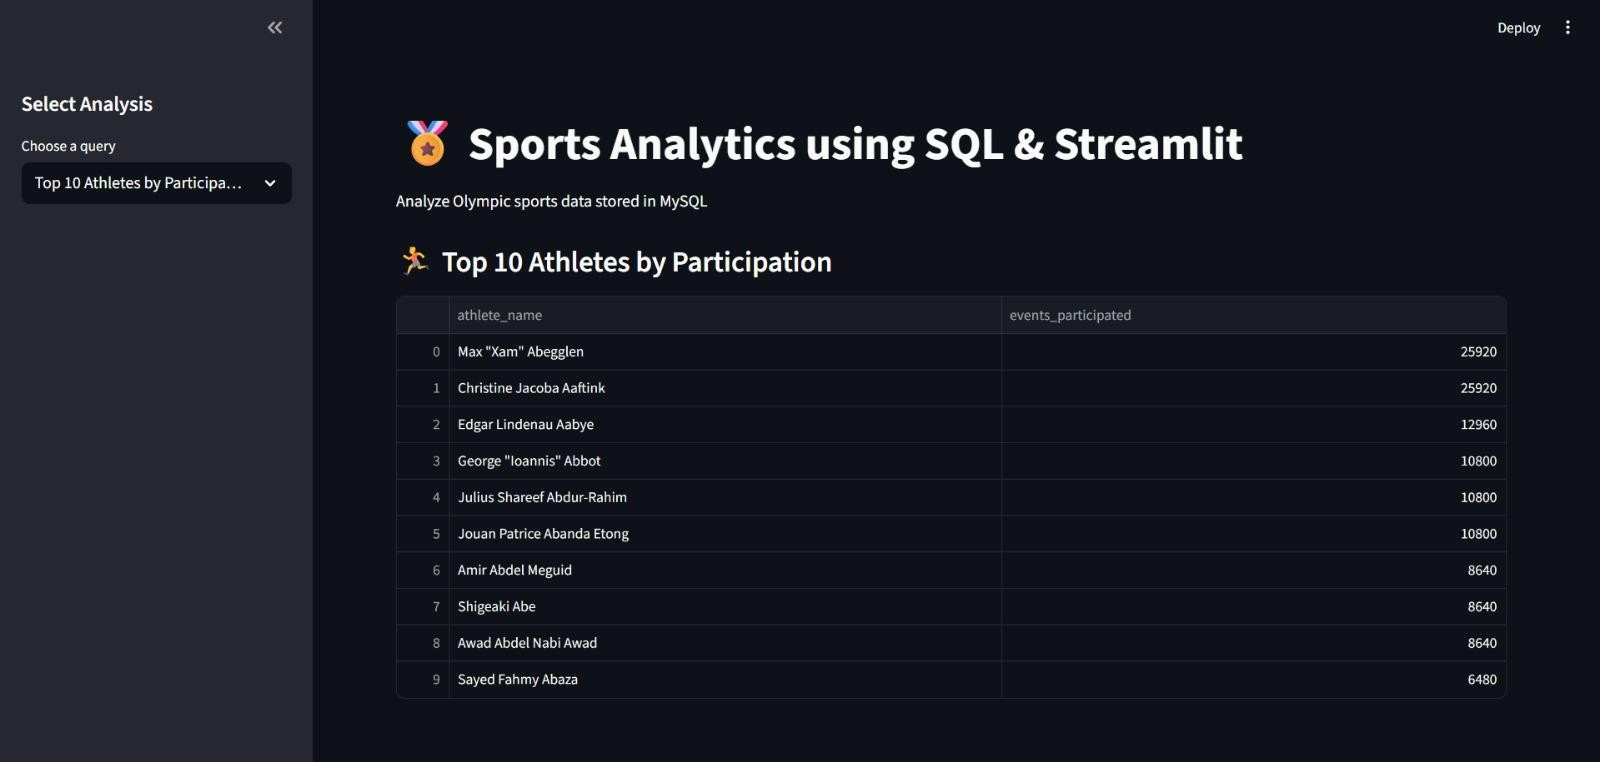 Deploy
Select Analysis
Choose a query
Top 10 Athletes by Participa...
Sports Analytics using SQL & Streamlit
Analyze Olympic sports data stored in MySQL
Top 10 Athletes by Participation
athlete_name events_participated
0 Max "Xam" Abegglen 25920
1 Christine Jacoba Aaftink 25920
2 Edgar Lindenau Aabye 12960
3 George "Ioannis" Abbot 10800
4 Julius Shareef Abdur-Rahim 10800
5 Jouan Patrice Abanda Etong 10800
6 Amir Abdel Meguid 8640
7 Shigeaki Abe 8640
8 Awad Abdel Nabi Awad 8640
9 Sayed Fahmy Abaza 6480